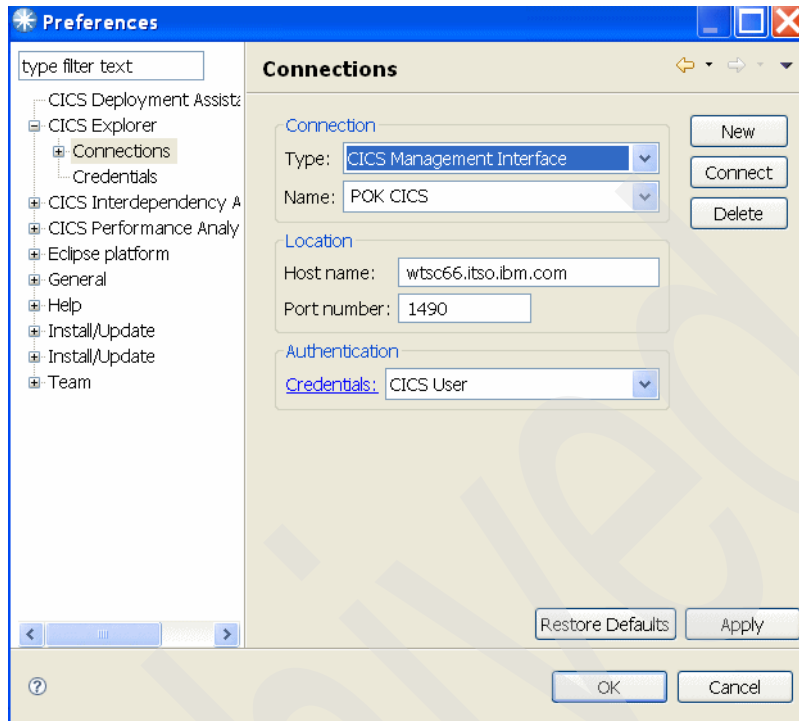 Preferences
type filter text
CICS Deployment Assista
CICS Explorer
Connections
Credentials
CICS Interdependency A
CICS Performance Analy
Eclipse platform
General
Help
Install/Update
Install/Update
Team
Connections
Connection
Type: CICS Management Interface
Name: POK CICS
New
Connect
Delete
Location
Host name: wtsc66.itso.ibm.com
Port number: 1490
Authentication
Credentials: CICS User
Restore Defaults Apply
OK Cancel